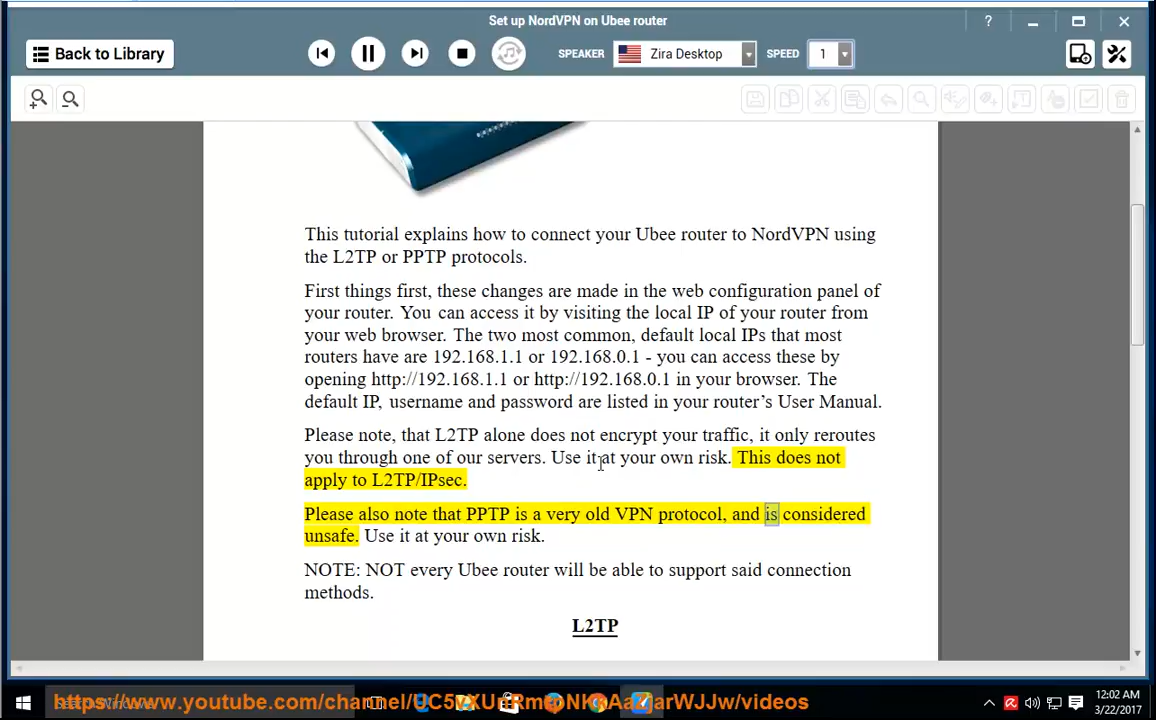 Set up NordVPN on Ubee router
?
Back to Library
SPEAKER
Zira Desktop
SPEED
1
This tutorial explains how to connect your Ubee router to NordVPN using
the L2TP or PPTP protocols.
First things first, these changes are made in the web configuration panel of
your router. You can access it by visiting the local IP of your router from
your web browser. The two most common, default local IPs that most
routers have are 192.168.1.1 or 192.168.0.1 - you can access these by
opening http://192.168.1.1 or http://192.168.0.1 in your browser. The
default IP, username and password are listed in your router’s User Manual.
Please note, that L2TP alone does not encrypt your traffic, it only reroutes
you through one of our servers. Use it at your own risk. This does not
apply to L2TP/IPsec.
Please also note that PPTP is a very old VPN protocol, and is considered
unsafe. Use it at your own risk.
NOTE: NOT every Ubee router will be able to support said connection
methods.
L2TP
12:02 AM
3/22/2017